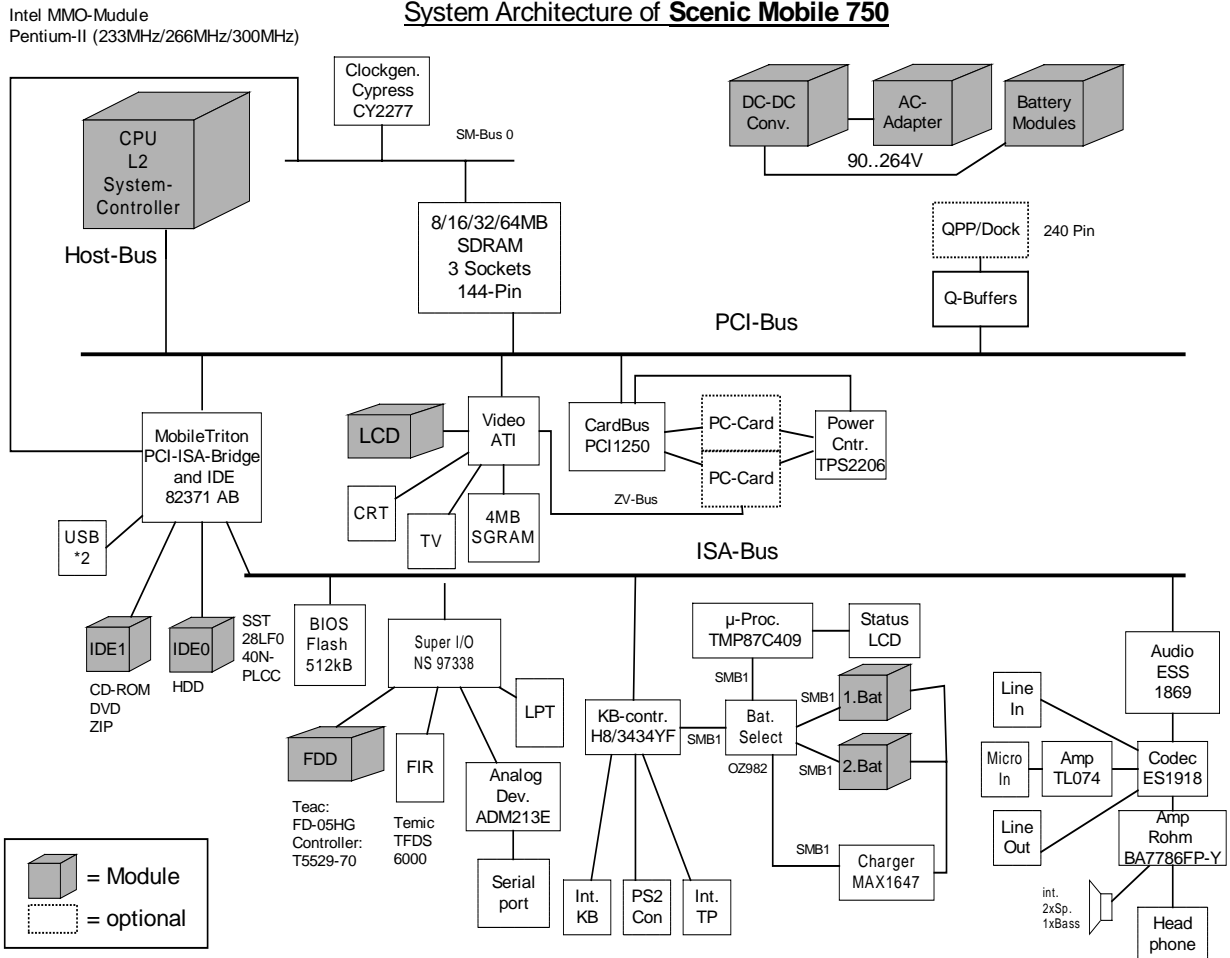 Intel MMO-Mudule
Pentium-II (233MHz/266MHz/300MHz)
System Architecture of Scenic Mobile 750
Clockgen.
Cypress
CY2277
SM-Bus 0
DC-DC
Conv.
AC-
Adapter
Battery
Modules
90..264V
CPU
L2
System-
Controller
Host-Bus
8/16/32/64MB
SDRAM
3 Sockets
144-Pin
QPP/Dock
240 Pin
Q-Buffers
PCI-Bus
MobileTriton
PCI-ISA-Bridge
and IDE
82371 AB
LCD
Video
ATI
CardBus
PCI1250
PC-Card
PC-Card
Power
Cntr.
TPS2206
ZV-Bus
CRT
TV
4MB
SGRAM
USB
*2
ISA-Bus
IDE1
CD-ROM
DVD
ZIP
IDE0
HDD
SST
28LF0
40N-
PLCC
BIOS
Flash
512kB
Super I/O
NS 97338
µ-Proc.
TMP87C409
Status
LCD
Audio
ESS
1869
SMB1
LPT
KB-contr.
H8/3434YF
SMB1
Bat.
Select
OZ982
SMB1
1.Bat
SMB1
2.Bat
Line
In
Micro
In
Amp
TL074
Codec
ES1918
Line
Out
Amp
Rohm
BA7786FP-Y
FDD
Teac:
FD-05HG
Controller:
T5529-70
FIR
Temic
TFDS
6000
Analog
Dev.
ADM213E
Serial
port
Int.
KB
PS2
Con
Int.
TP
SMB1
Charger
MAX1647
int.
2xSp.
1xBass
Head
phone
= Module
= optional